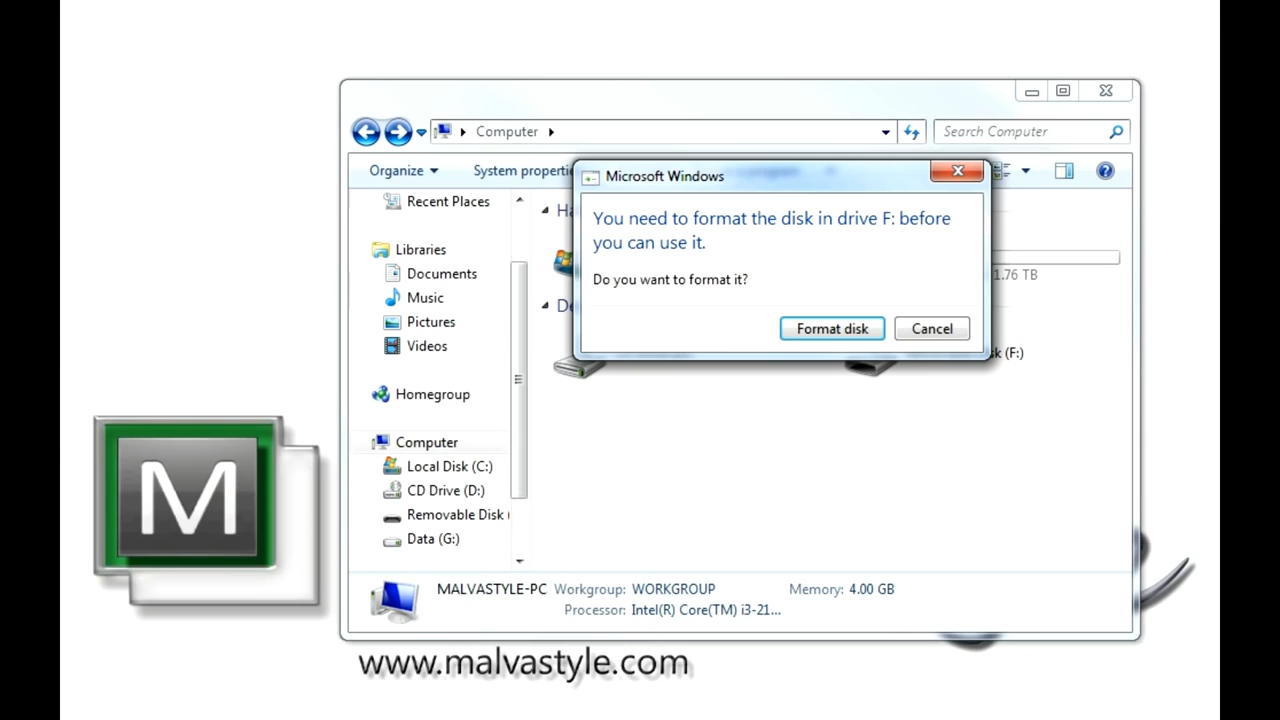 Computer
Search Computer
Organize
Microsoft Windows
You need to format the disk in drive F: before
you can use it.
Do you want to format it?
Format disk
Cancel
Recent Places
Libraries
Documents
Music
Pictures
Videos
Homegroup
Computer
Local Disk (C:)
CD Drive (D:)
Removable Disk (
Data (G:)
System properti
Ha
1.76 TB
De
(F:)
MALVASTYLE-PC Workgroup: WORKGROUP Memory: 4.00 GB
Processor: Intel(R) Core(TM) i3-21...
M
www.malvastyle.com